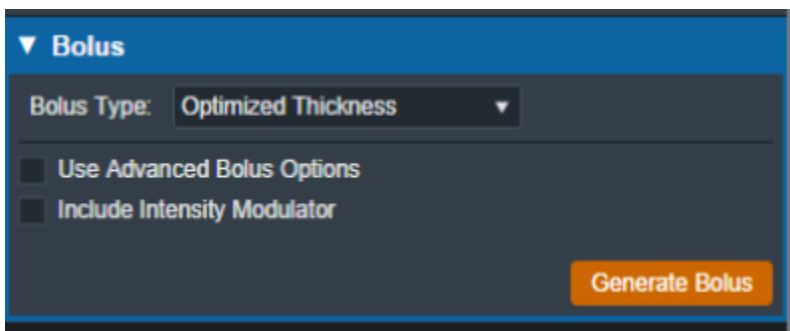 Bolus
Bolus Type: Optimized Thickness
Use Advanced Bolus Options
Include Intensity Modulator
Generate Bolus